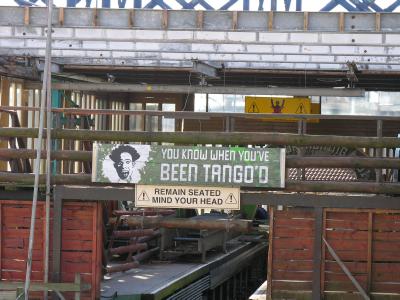 YOU KNOW WHEN YOU'VE
BEEN TANGO'D
REMAIN SEATED
MIND YOUR HEAD